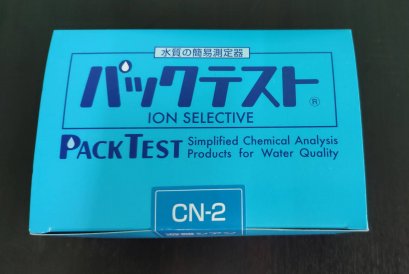 水質の簡易測定器
パックテスト®
ION SELECTIVE
PACKTEST Simplified Chemical Analysis
Products for Water Quality
CN-2